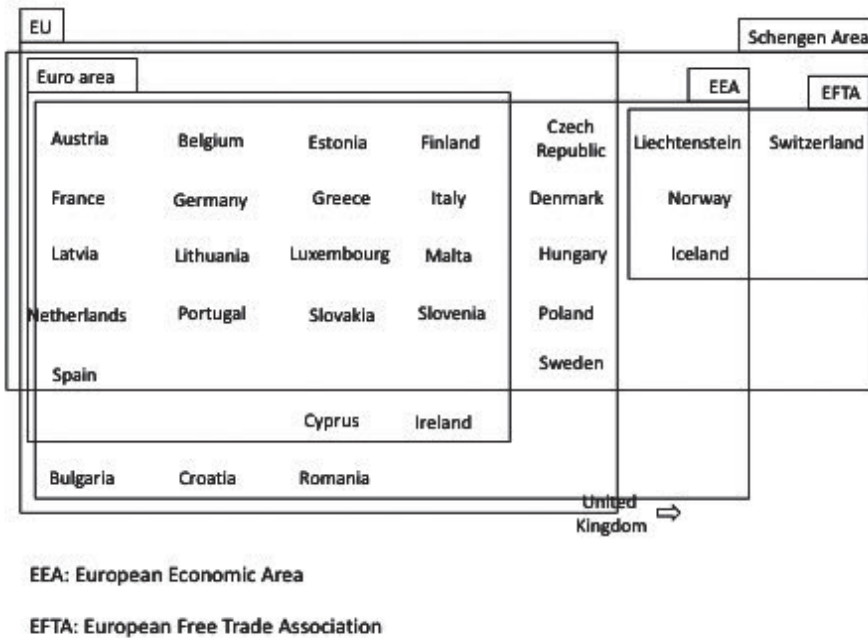 EU
Schengen Area
Euro area
EEA
EFTA
Austria Belgium Estonia Finland Czech Republic Liechtenstein Switzerland
France Germany Greece Italy Denmark Norway
Latvia Lithuania Luxembourg Malta Hungary Iceland
Netherlands Portugal Slovakia Slovenia Poland
Spain Sweden
Cyprus Ireland
Bulgaria Croatia Romania
United
Kingdom
EEA: European Economic Area
EFTA: European Free Trade Association